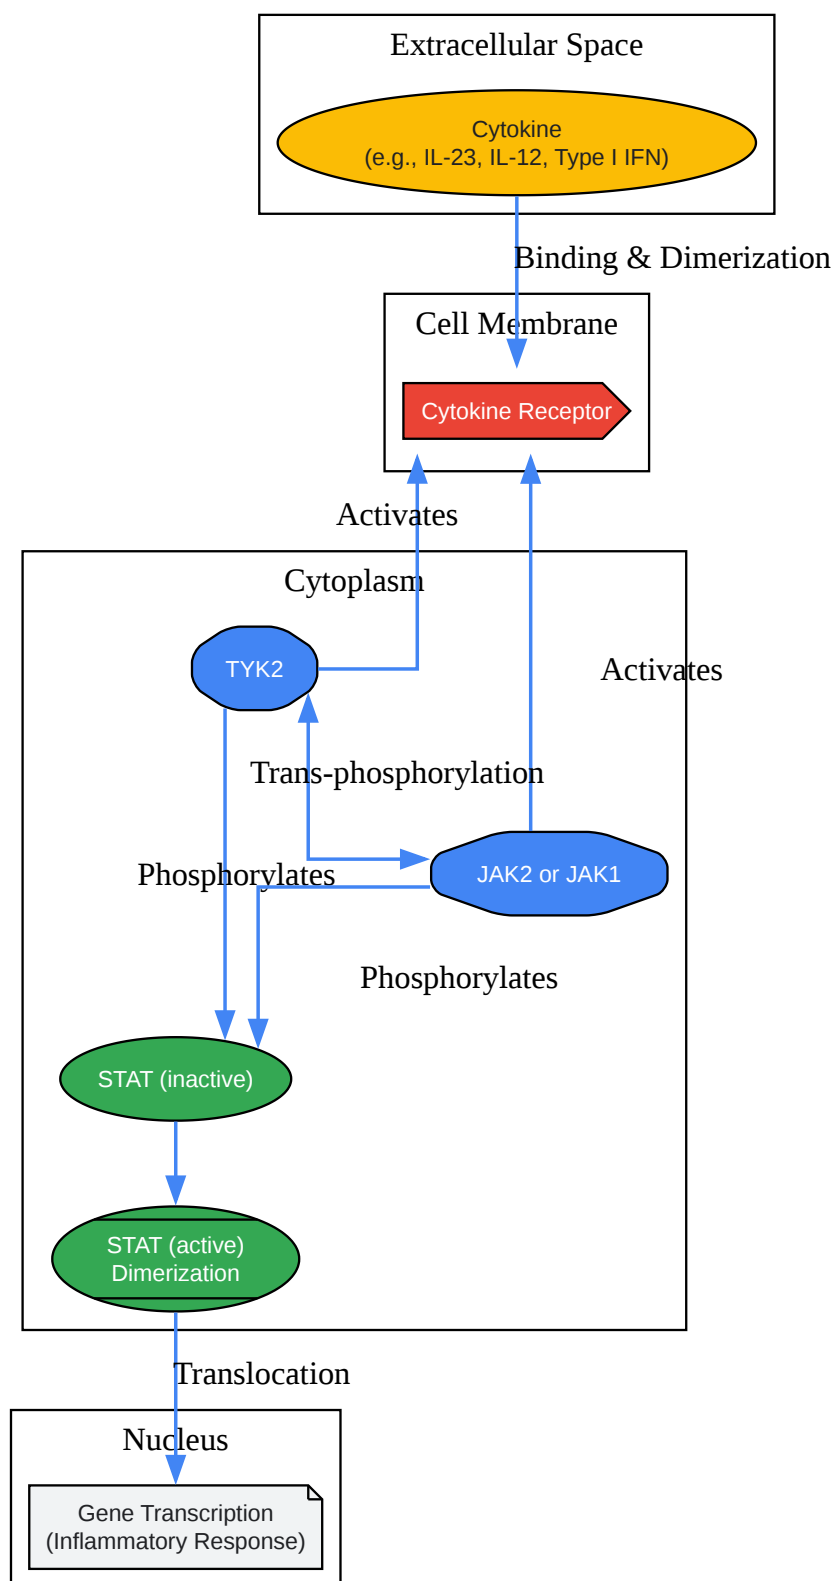 Extracellular Space
Cytokine
(e.g., IL-23, IL-12, Type I IFN)
Binding & Dimerization
Cell Membrane
Cytokine Receptor
Activates
Cytoplasm
TYK2
Activates
Trans-phosphorylation
Phosphorylates
JAK2 or JAK1
Phosphorylates
STAT (inactive)
STAT (active)
Dimerization
Translocation
Nucleus
Gene Transcription
(Inflammatory Response)